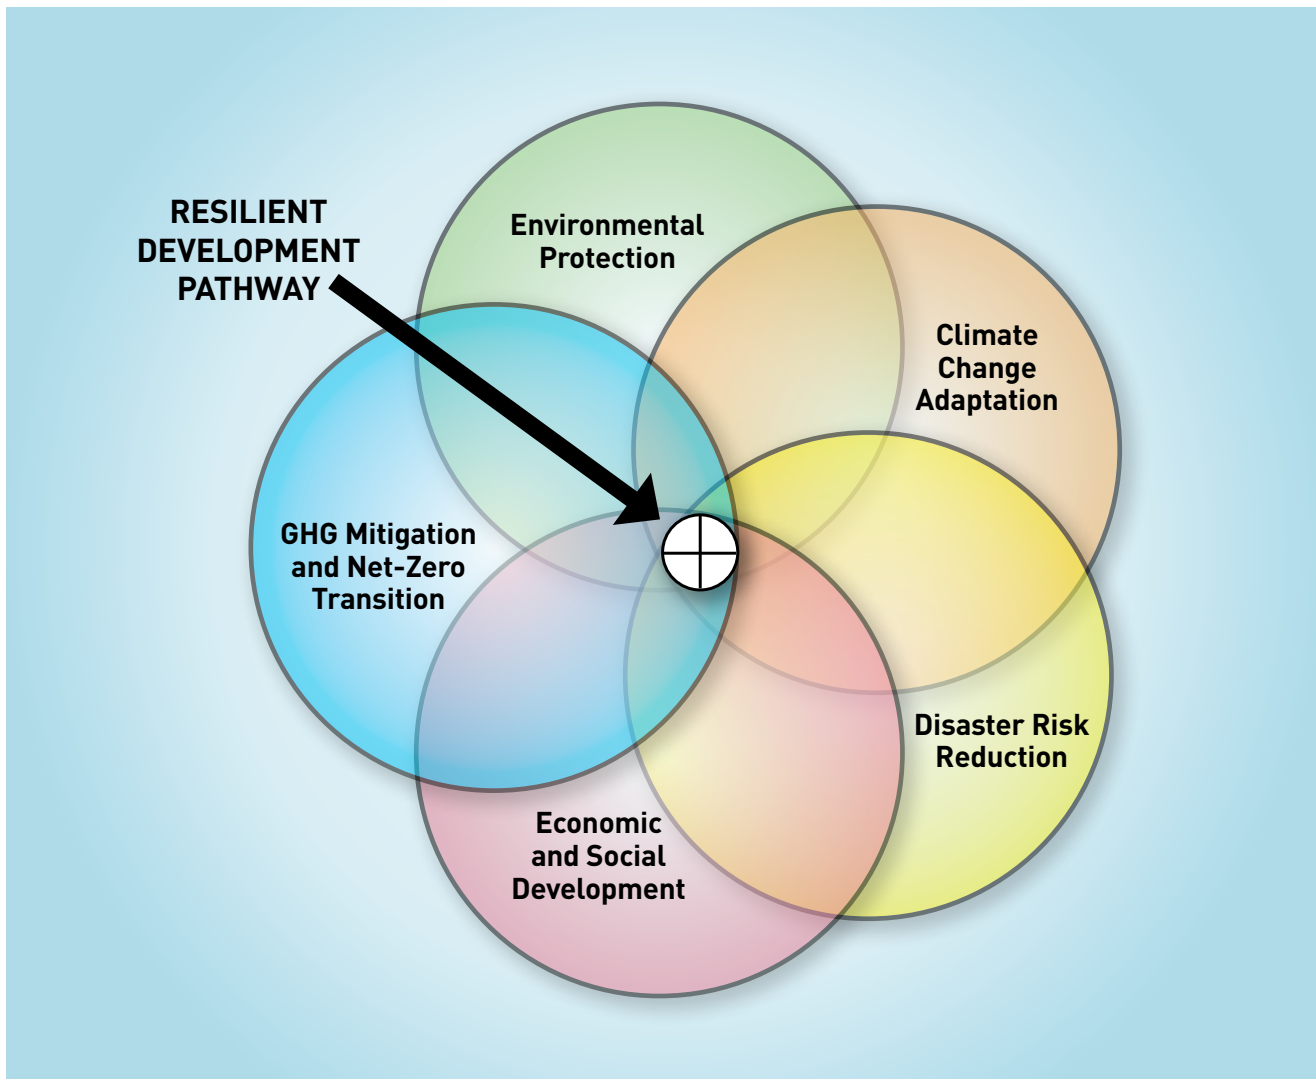 RESILIENT
DEVELOPMENT
PATHWAY
Environmental
Protection
Climate
Change
Adaptation
GHG Mitigation
and Net-Zero
Transition
Disaster Risk
Reduction
Economic
and Social
Development